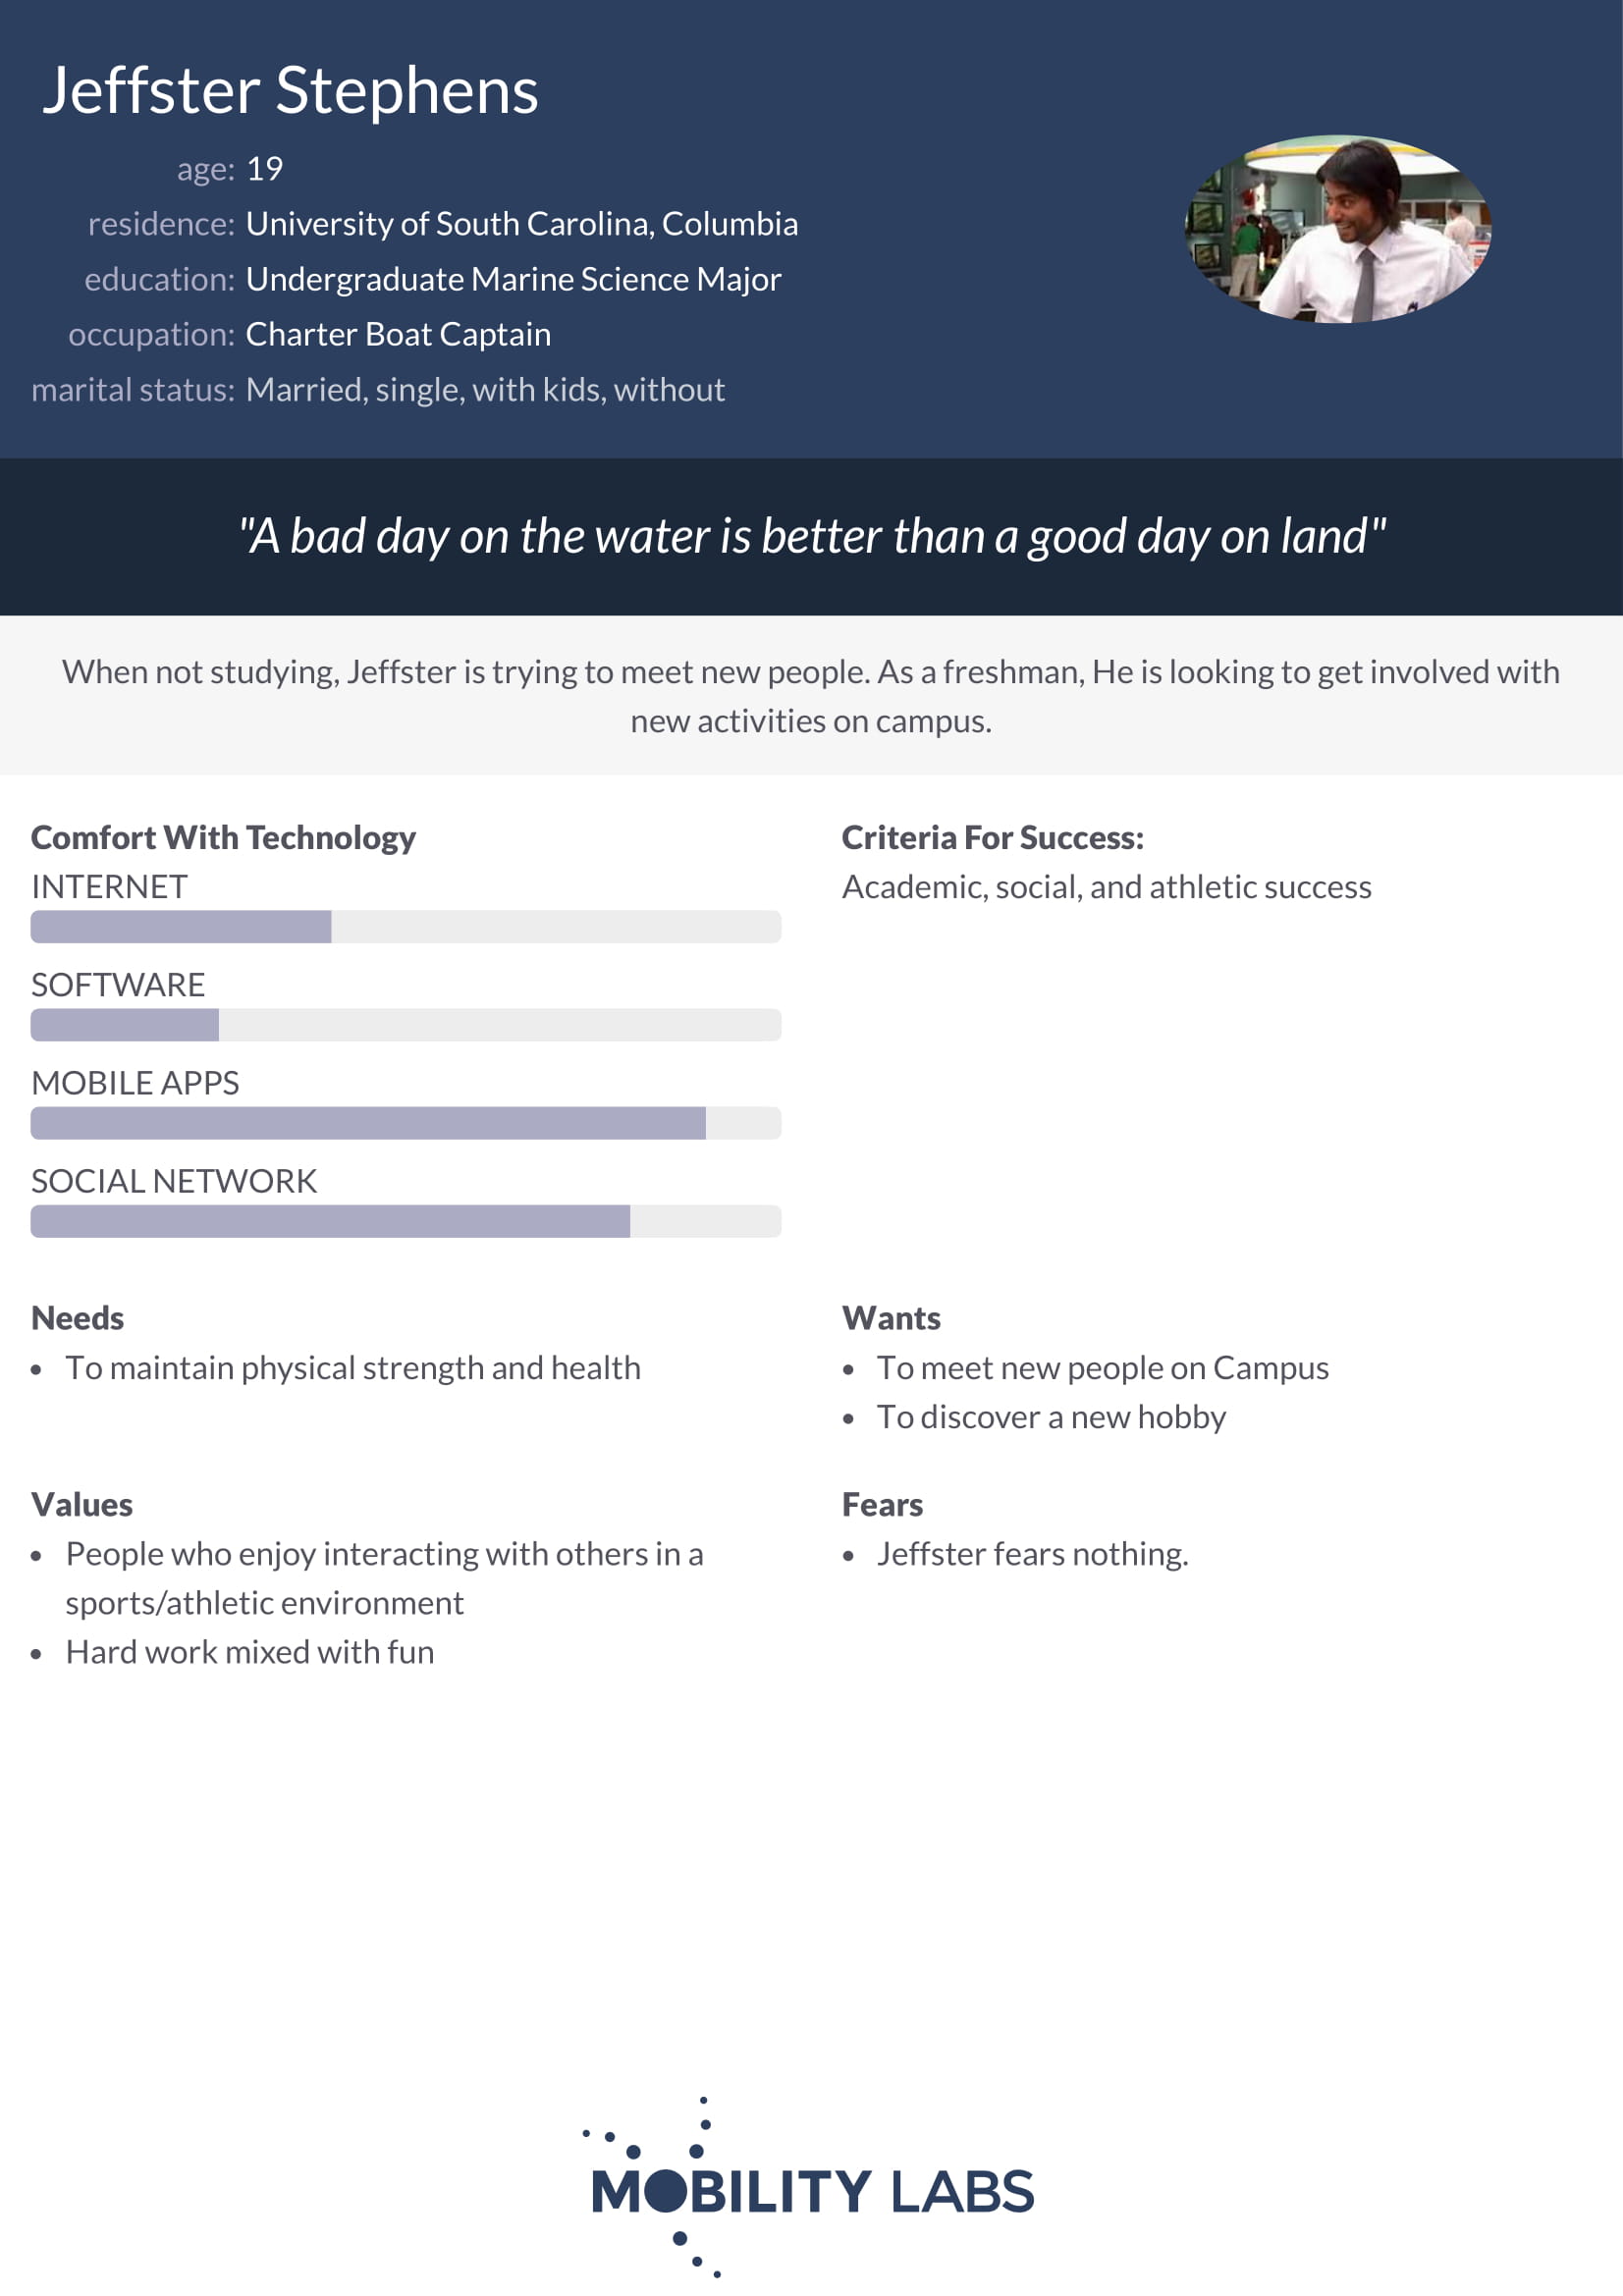 Jeffster Stephens
age: 19
residence: University of South Carolina, Columbia
education: Undergraduate Marine Science Major
occupation: Charter Boat Captain
marital status: Married, single, with kids, without
"A bad day on the water is better than a good day on land"
When not studying, Jeffster is trying to meet new people. As a freshman, He is looking to get involved with
new activities on campus.
Comfort With Technology
INTERNET
SOFTWARE
MOBILE APPS
SOCIAL NETWORK
Criteria For Success:
Academic, social, and athletic success
Needs
• To maintain physical strength and health
Wants
• To meet new people on Campus
• To discover a new hobby
Values
• People who enjoy interacting with others in a
sports/athletic environment
• Hard work mixed with fun
Fears
• Jeffster fears nothing.
MOBILITY LABS